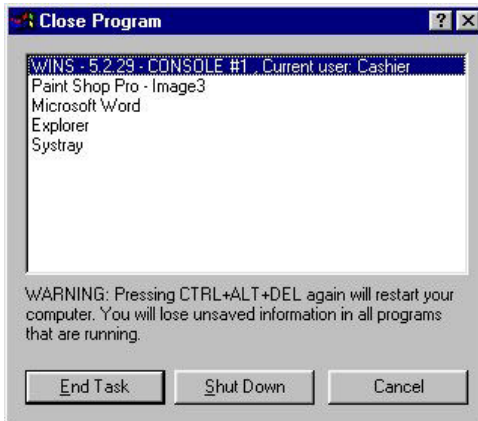 Close Program
WINS - 5.2.29 - CONSOLE #1 , Current user: Cashier
Paint Shop Pro - Image3
Microsoft Word
Explorer
Systray
WARNING: Pressing CTRL+ALT+DEL again will restart your
computer. You will lose unsaved information in all programs
that are running.
End Task Shut Down Cancel